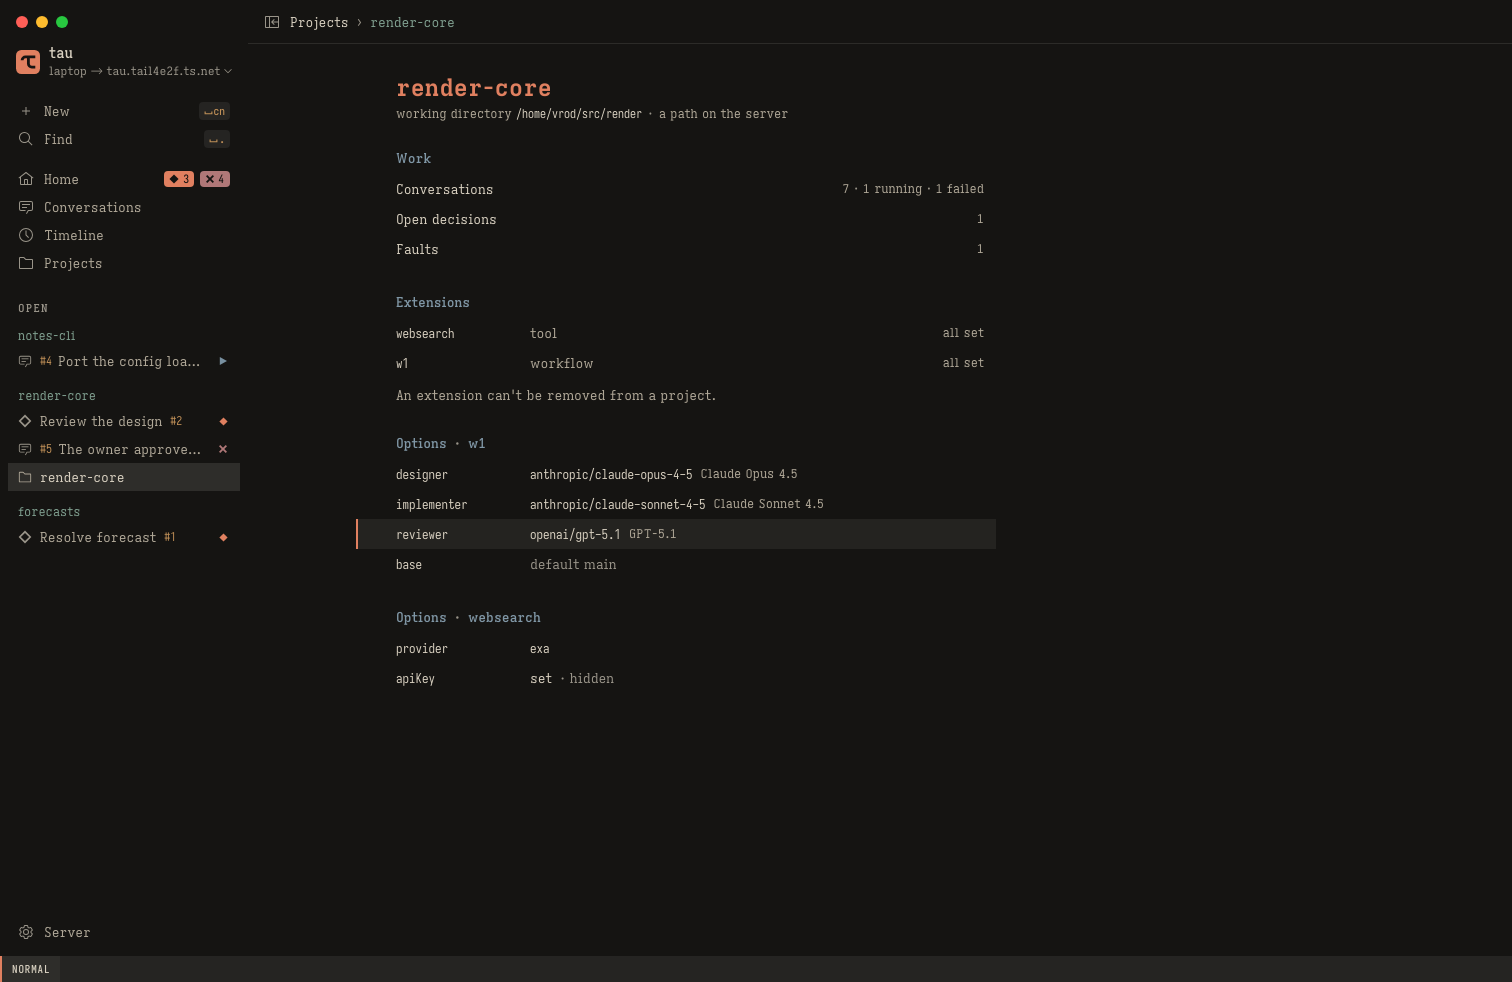 tau
laptop → tau.tail4e2f.ts.net
New ⎵cn
Find ⎵.
Home ◆ 3 ✕ 4
Conversations
Timeline
Projects
OPEN
notes-cli
#4 Port the config loa...
render-core
Review the design #2
#5 The owner approve...
render-core
forecasts
Resolve forecast #1
Server
NORMAL
Projects › render-core
render-core
working directory /home/vrod/src/render · a path on the server
Work
Conversations 7 · 1 running · 1 failed
Open decisions 1
Faults 1
Extensions
websearch tool all set
w1 workflow all set
An extension can't be removed from a project.
Options · w1
designer anthropic/claude-opus-4-5 Claude Opus 4.5
implementer anthropic/claude-sonnet-4-5 Claude Sonnet 4.5
reviewer openai/gpt-5.1 GPT-5.1
base default main
Options · websearch
provider exa
apiKey set · hidden